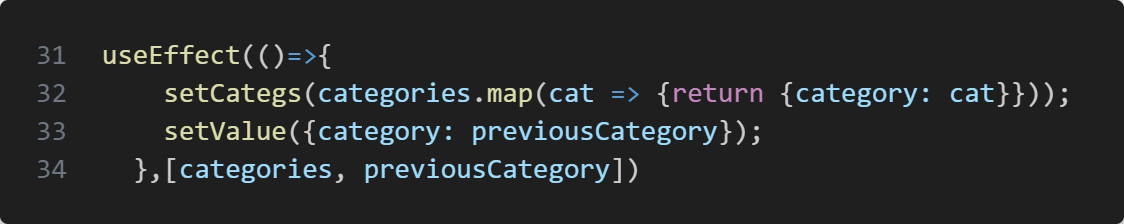 31 useEffect(()=>{
32 setCategs(categories.map(cat => {return {category: cat}}));
33 setValue({category: previousCategory});
34 },[categories, previousCategory])